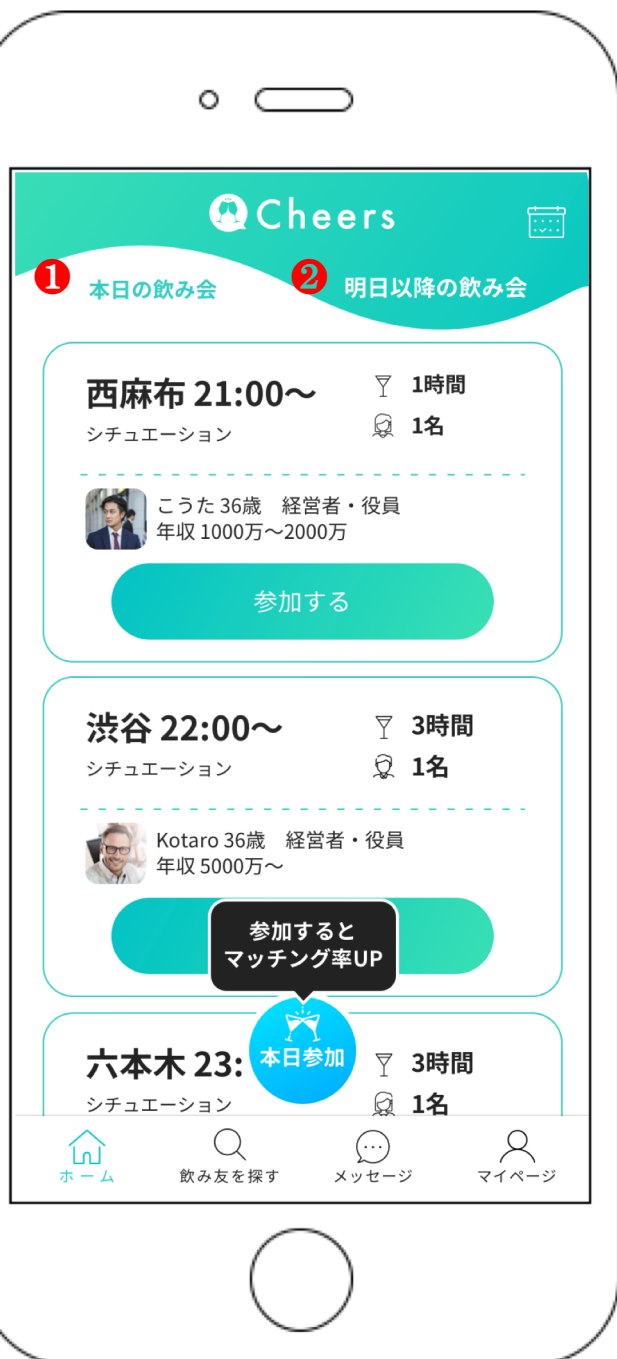 Cheers
❶ 本日の飲み会
❷ 明日以降の飲み会
西麻布 21:00〜
1時間
シチュエーション
1名
こうた 36歳　経営者・役員
年収 1000万〜2000万
参加する
渋谷 22:00〜
3時間
シチュエーション
1名
Kotaro 36歳　経営者・役員
年収 5000万〜
参加すると
マッチング率UP
本日参加
六本木 23:
3時間
シチュエーション
1名
ホーム
飲み友を探す
メッセージ
マイページ